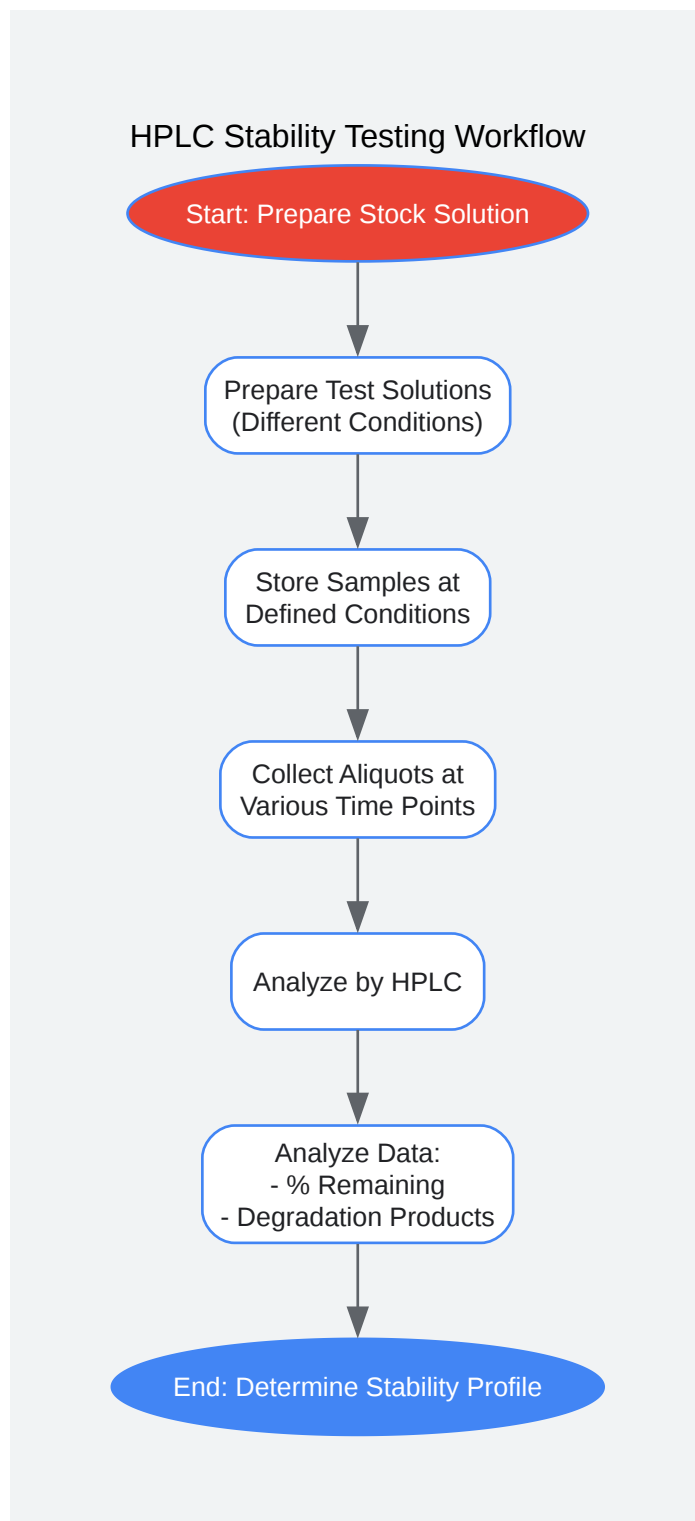 HPLC Stability Testing Workflow
Start: Prepare Stock Solution
Prepare Test Solutions
(Different Conditions)
Store Samples at
Defined Conditions
Collect Aliquots at
Various Time Points
Analyze by HPLC
Analyze Data:
- % Remaining
- Degradation Products
End: Determine Stability Profile